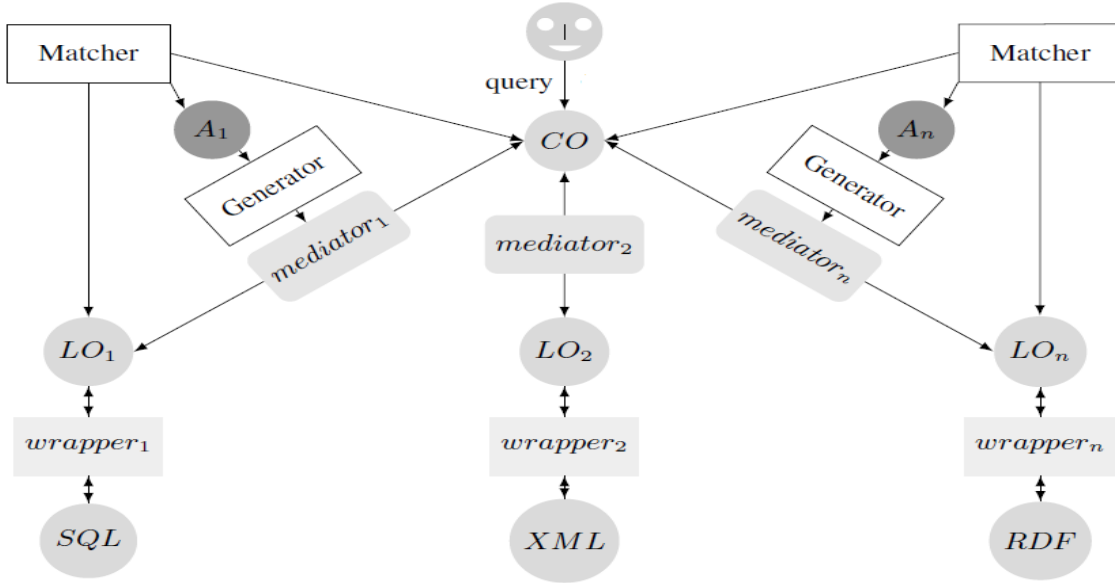 Matcher
query
Matcher
A₁
CO
Aₙ
Generator
Generator
mediator₁
mediator₂
mediatorₙ
LO₁
LO₂
LOₙ
wrapper₁
wrapper₂
wrapperₙ
SQL
XML
RDF